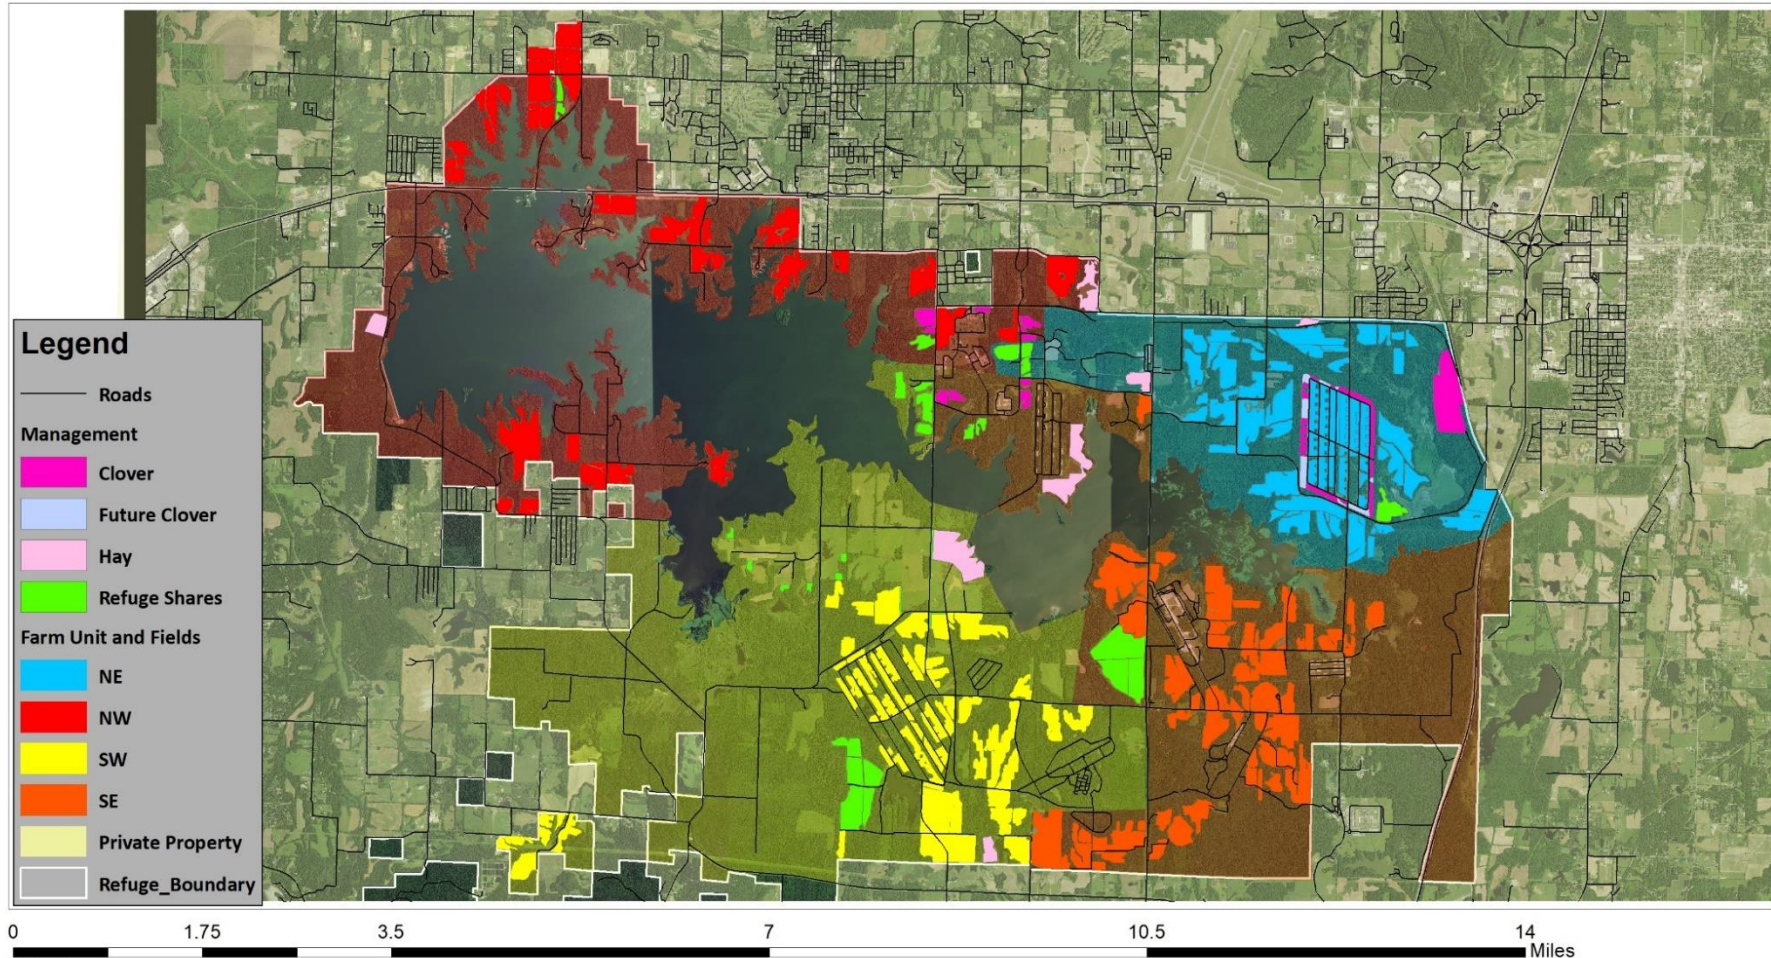 Legend
Roads
Management
Clover
Future Clover
Hay
Refuge Shares
Farm Unit and Fields
NE
NW
SW
SE
Private Property
Refuge_Boundary
0 1.75 3.5 7 10.5 14
Miles